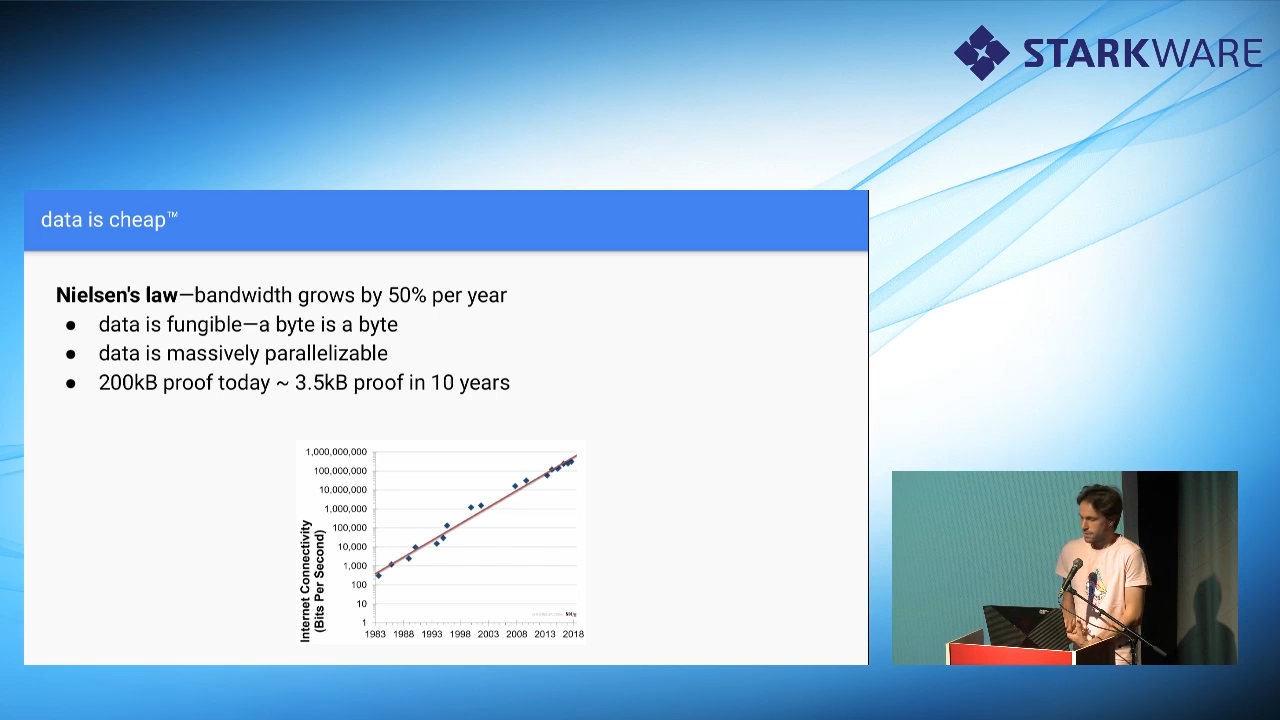 STARKWARE
data is cheap™
Nielsen's law—bandwidth grows by 50% per year
● data is fungible—a byte is a byte
● data is massively parallelizable
● 200kB proof today ~ 3.5kB proof in 10 years
Internet Connectivity
(Bits Per Second)
1,000,000,000
100,000,000
10,000,000
1,000,000
100,000
10,000
1,000
100
10
1
1983 1988 1993 1998 2003 2008 2013 2018